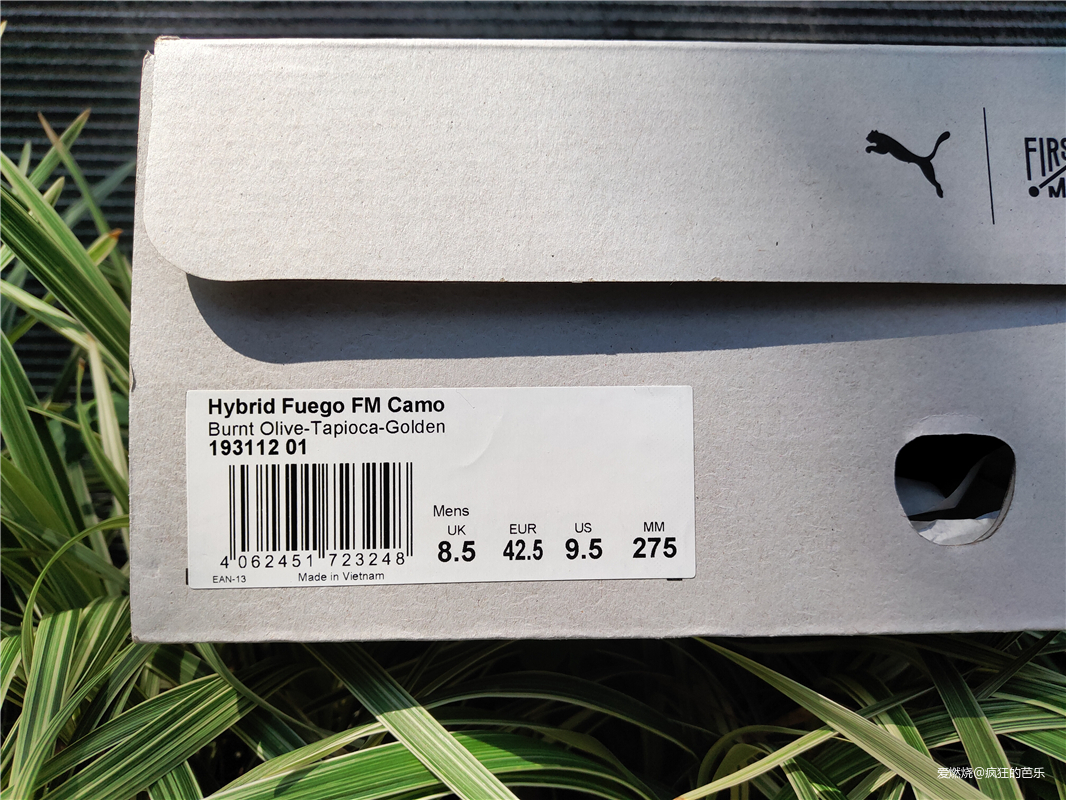 FIRS
M
Hybrid Fuego FM Camo
Burnt Olive-Tapioca-Golden
193112 01
Mens
UK EUR US MM
8.5 42.5 9.5 275
4 062451 723248
EAN-13 Made in Vietnam
爱燃烧@疯狂的芭乐